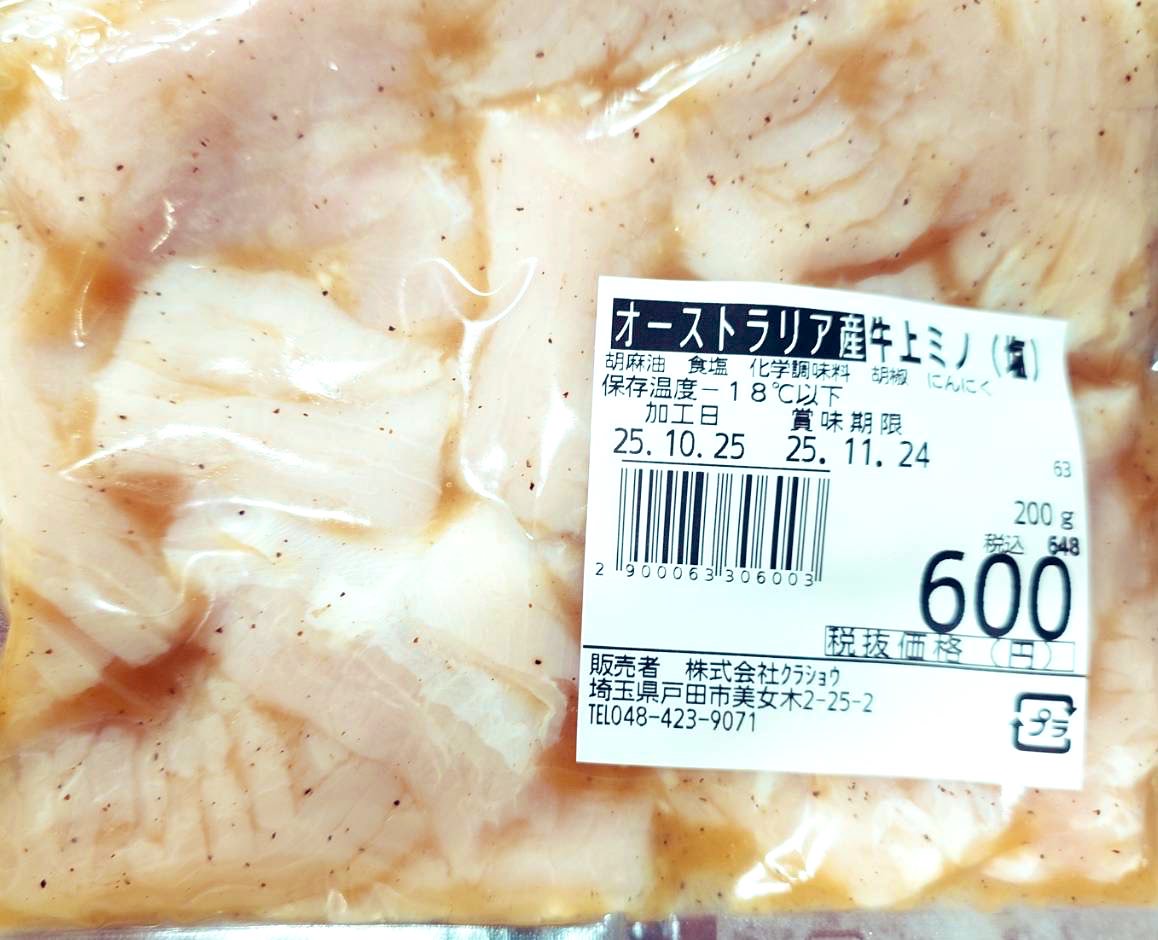 オーストラリア産牛上ミノ（塩）
胡麻油 食塩 化学調味料 胡椒 にんにく
保存温度－18℃以下
加工日 賞味期限
25.10.25 25.11.24
63
200g
税込 648
2 900063 306003
600
税抜価格（円）
販売者 株式会社クラショウ
埼玉県戸田市美女木2-25-2
TEL048-423-9071
プラ